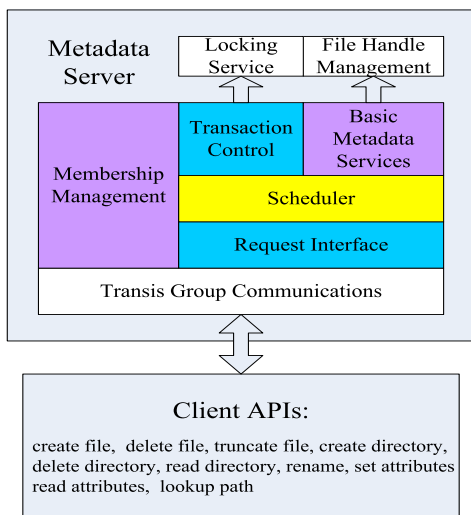 Metadata
Server
Locking
Service
File Handle
Management
Membership
Management
Transaction
Control
Basic
Metadata
Services
Scheduler
Request Interface
Transis Group Communications
Client APIs:
create file, delete file, truncate file, create directory,
delete directory, read directory, rename, set attributes
read attributes, lookup path